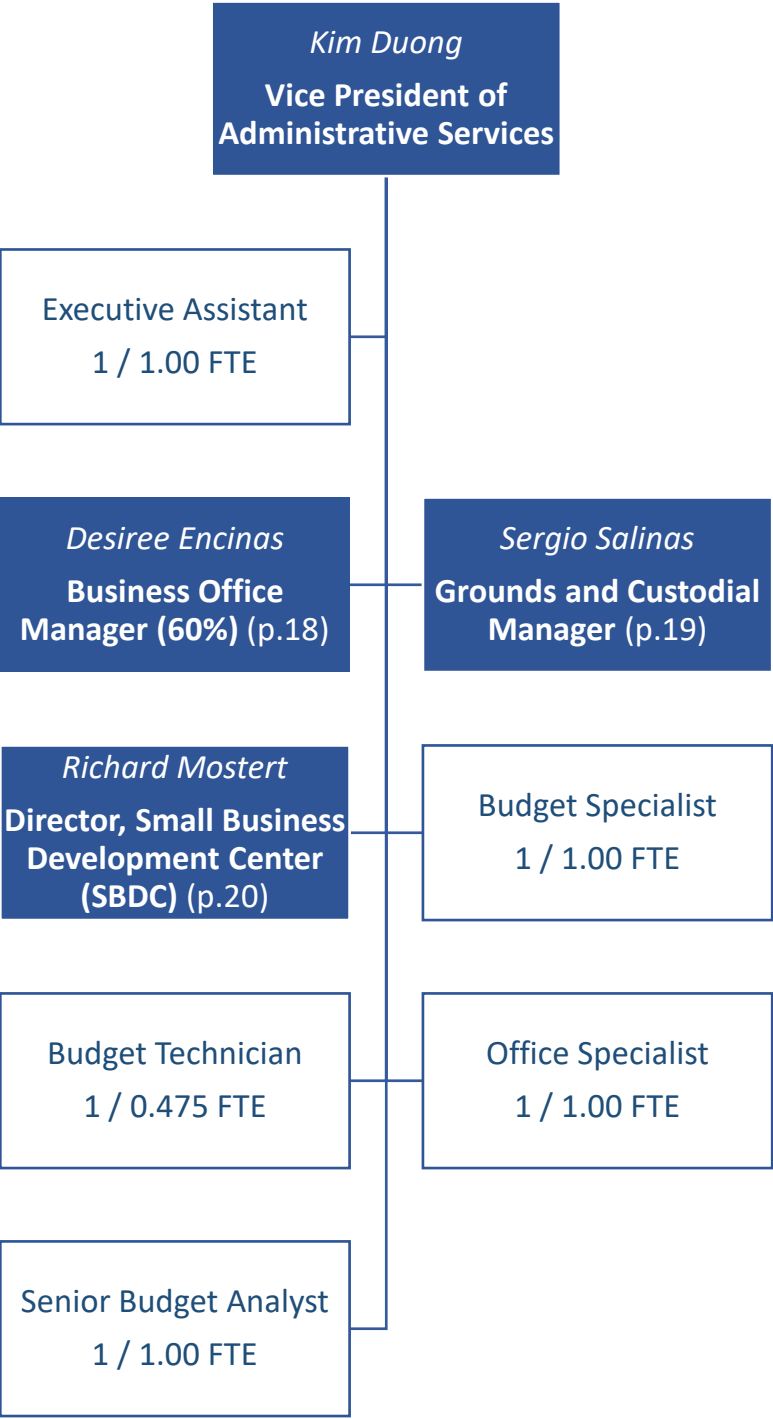 Kim Duong
Vice President of
Administrative Services
Executive Assistant
1 / 1.00 FTE
Desiree Encinas
Business Office
Manager (60%) (p.18)
Sergio Salinas
Grounds and Custodial
Manager (p.19)
Richard Mostert
Director, Small Business
Development Center
(SBDC) (p.20)
Budget Specialist
1 / 1.00 FTE
Budget Technician
1 / 0.475 FTE
Office Specialist
1 / 1.00 FTE
Senior Budget Analyst
1 / 1.00 FTE